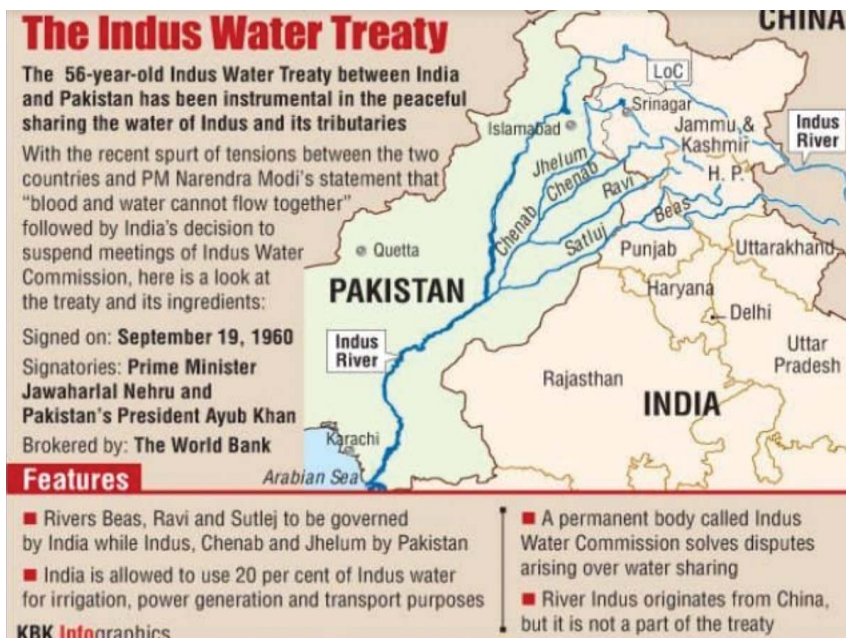 The Indus Water Treaty
The 56-year-old Indus Water Treaty between India
and Pakistan has been instrumental in the peaceful
sharing the water of Indus and its tributaries
With the recent spurt of tensions between the two
countries and PM Narendra Modi's statement that
"blood and water cannot flow together"
followed by India's decision to
suspend meetings of Indus Water
Commission, here is a look at
the treaty and its ingredients:
Signed on: September 19, 1960
Signatories: Prime Minister
Jawaharlal Nehru and
Pakistan's President Ayub Khan
Brokered by: The World Bank
CHINA
LoC
Srinagar
Islamabad
Jammu &
Kashmir
Indus
River
Jhelum
Chenab
Ravi
H. P.
Chenab
Beas
Satluj
Quetta
Punjab
Uttarakhand
PAKISTAN
Haryana
Delhi
Indus
River
Uttar
Pradesh
Rajasthan
INDIA
Karachi
Arabian Sea
Features
■ Rivers Beas, Ravi and Sutlej to be governed
by India while Indus, Chenab and Jhelum by Pakistan
■ India is allowed to use 20 per cent of Indus water
for irrigation, power generation and transport purposes
■ A permanent body called Indus
Water Commission solves disputes
arising over water sharing
■ River Indus originates from China,
but it is not a part of the treaty
KBK Infographics